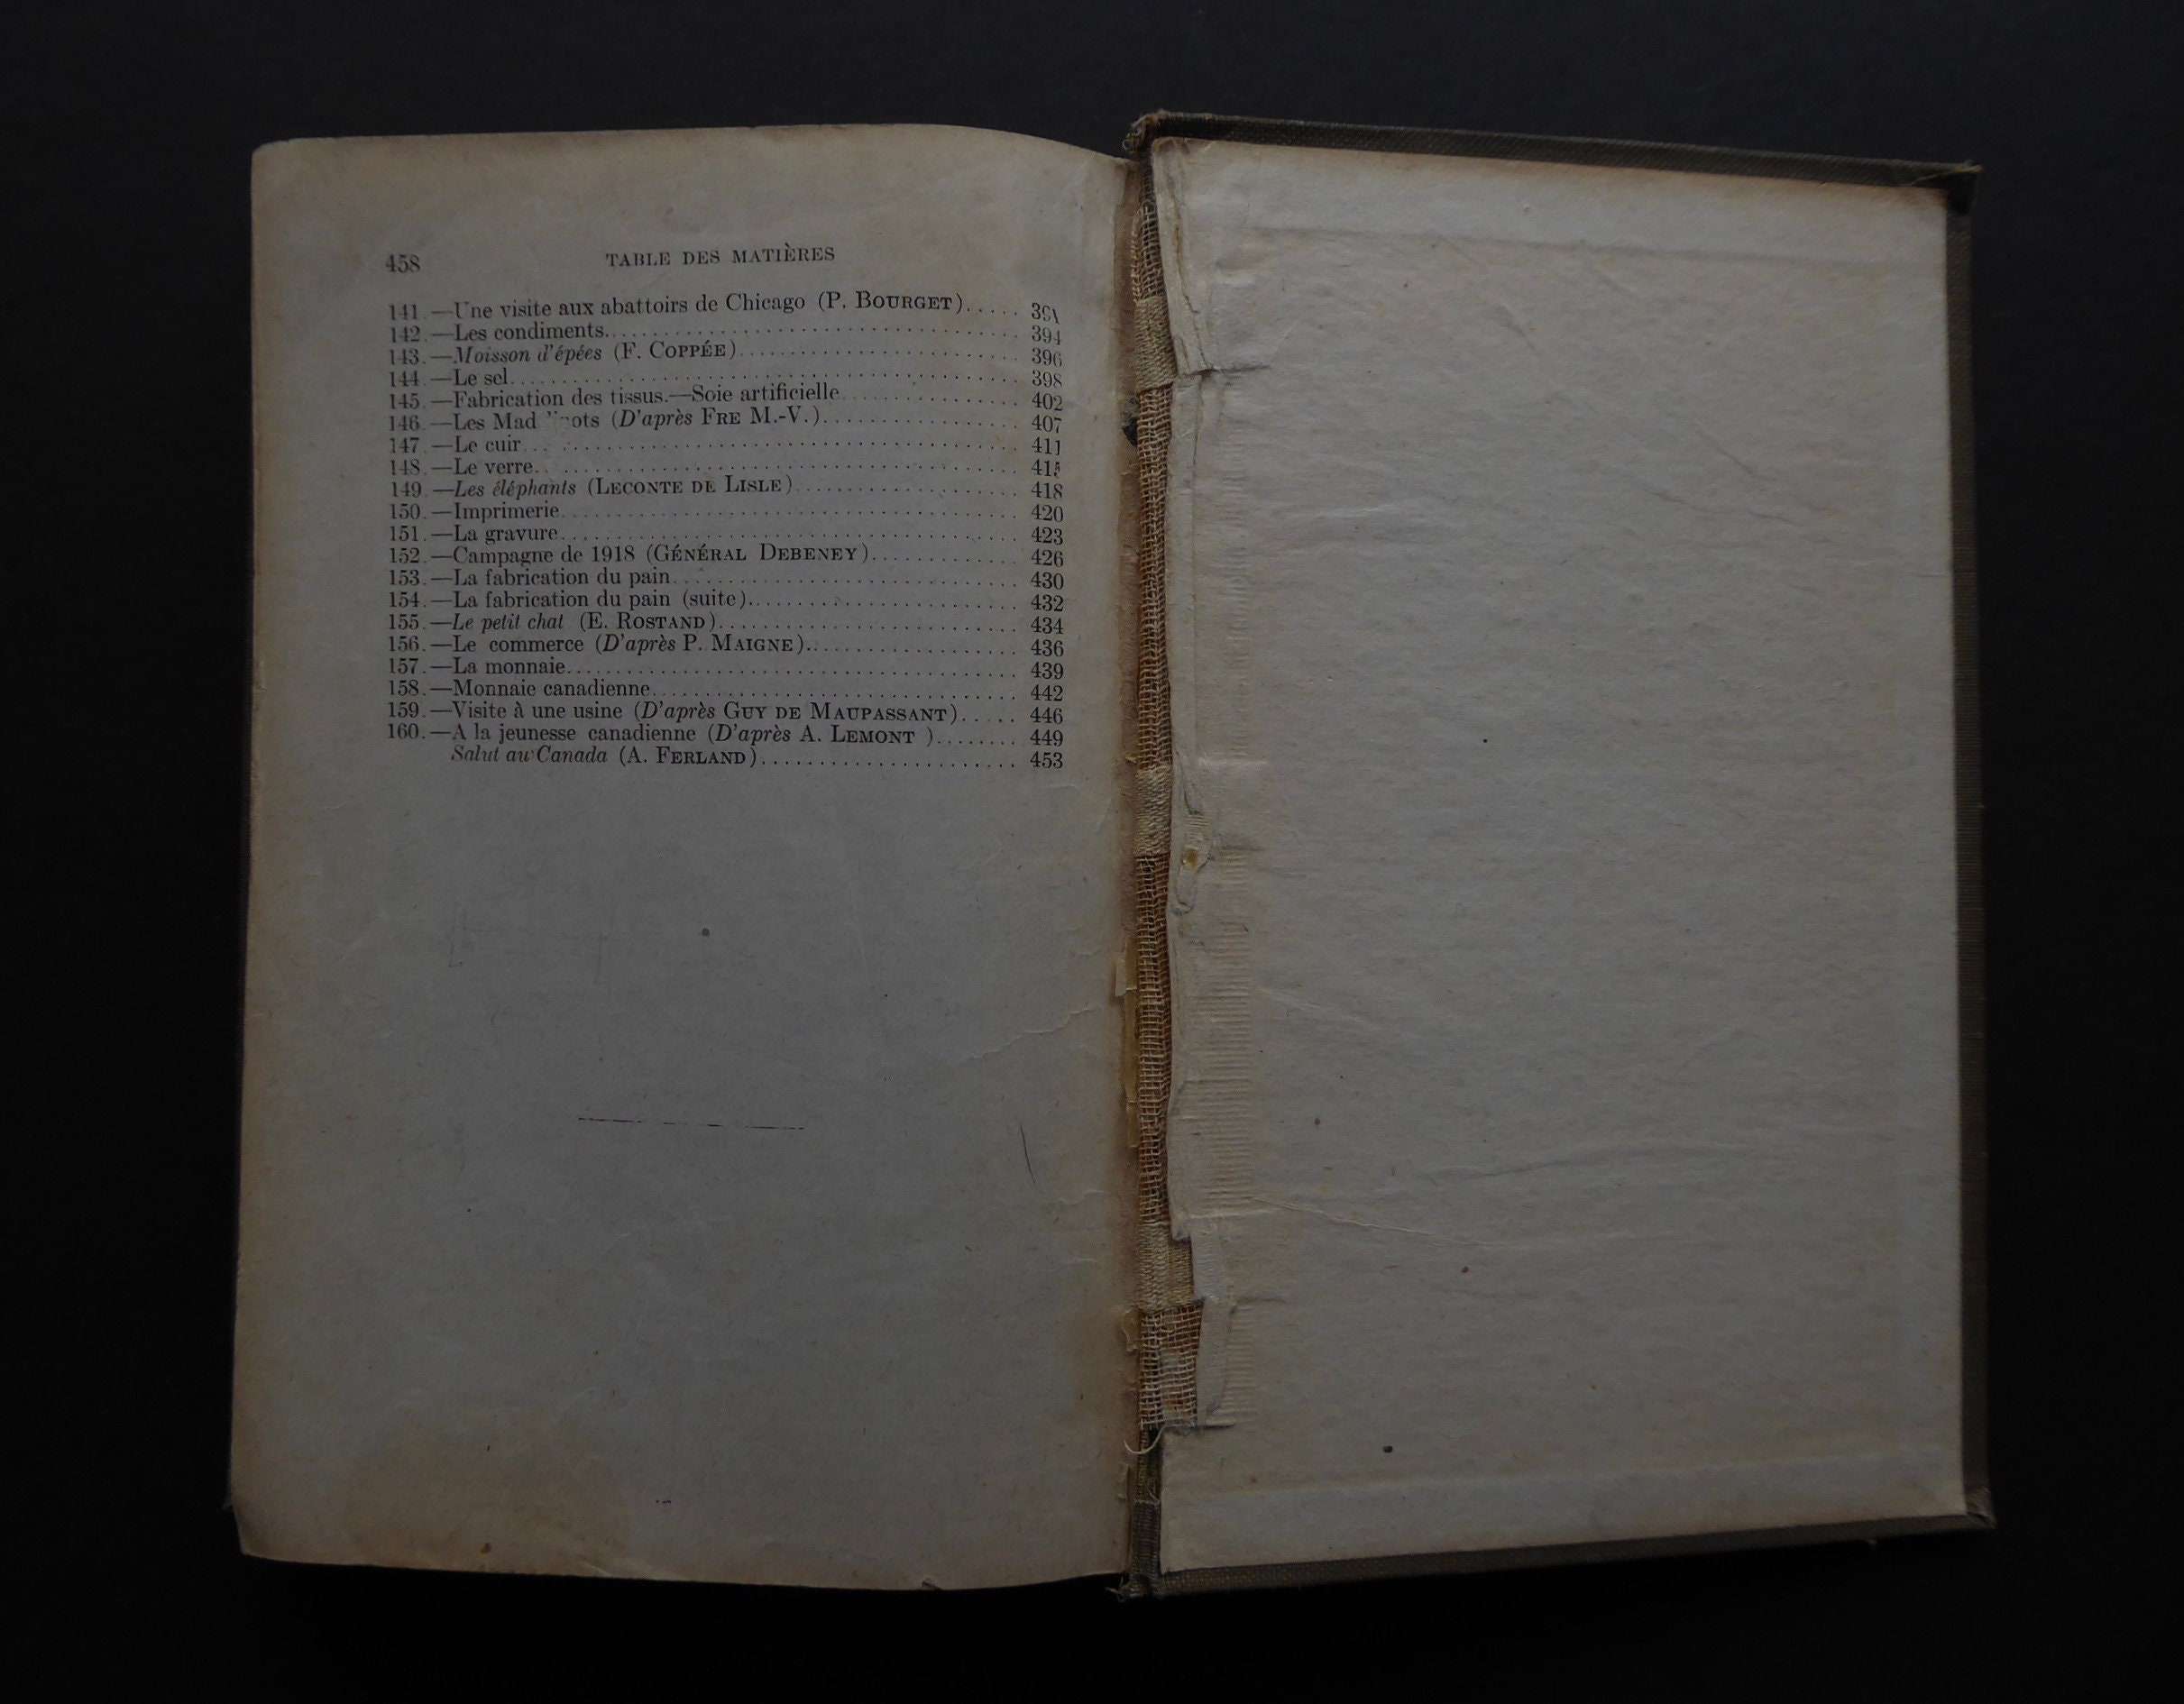 458 TABLE DES MATIÈRES
141.—Une visite aux abattoirs de Chicago (P. BOURGET)..... 391
142.—Les condiments.................................... 394
143.—Moisson d'épées (F. COPPÉE)........................ 396
144.—Le sel............................................ 398
145.—Fabrication des tissus.—Soie artificielle................ 402
146.—Les (D'après FRE M.-V.)................. 407
147.—Le cuir........................................... 411
148.—Le verre.......................................... 415
149.—Les éléphants (LECONTE DE LISLE)................... 418
150.—Imprimerie....................................... 420
151.—La gravure....................................... 423
152.—Campagne de 1918 (GÉNÉRAL DEBENEY)............. 426
153.—La fabrication du pain.............................. 430
154.—La fabrication du pain (suite)........................ 432
155.—Le petit chat (E. ROSTAND).......................... 434
156.—Le commerce (D'après P. MAIGNE)................... 436
157.—La monnaie....................................... 439
158.—Monnaie canadienne................................ 442
159.—Visite à une usine (D'après GUY DE MAUPASSANT)..... 446
160.—A la jeunesse canadienne (D'après A. LEMONT )........ 449
Salut au Canada (A. FERLAND)...................... 453